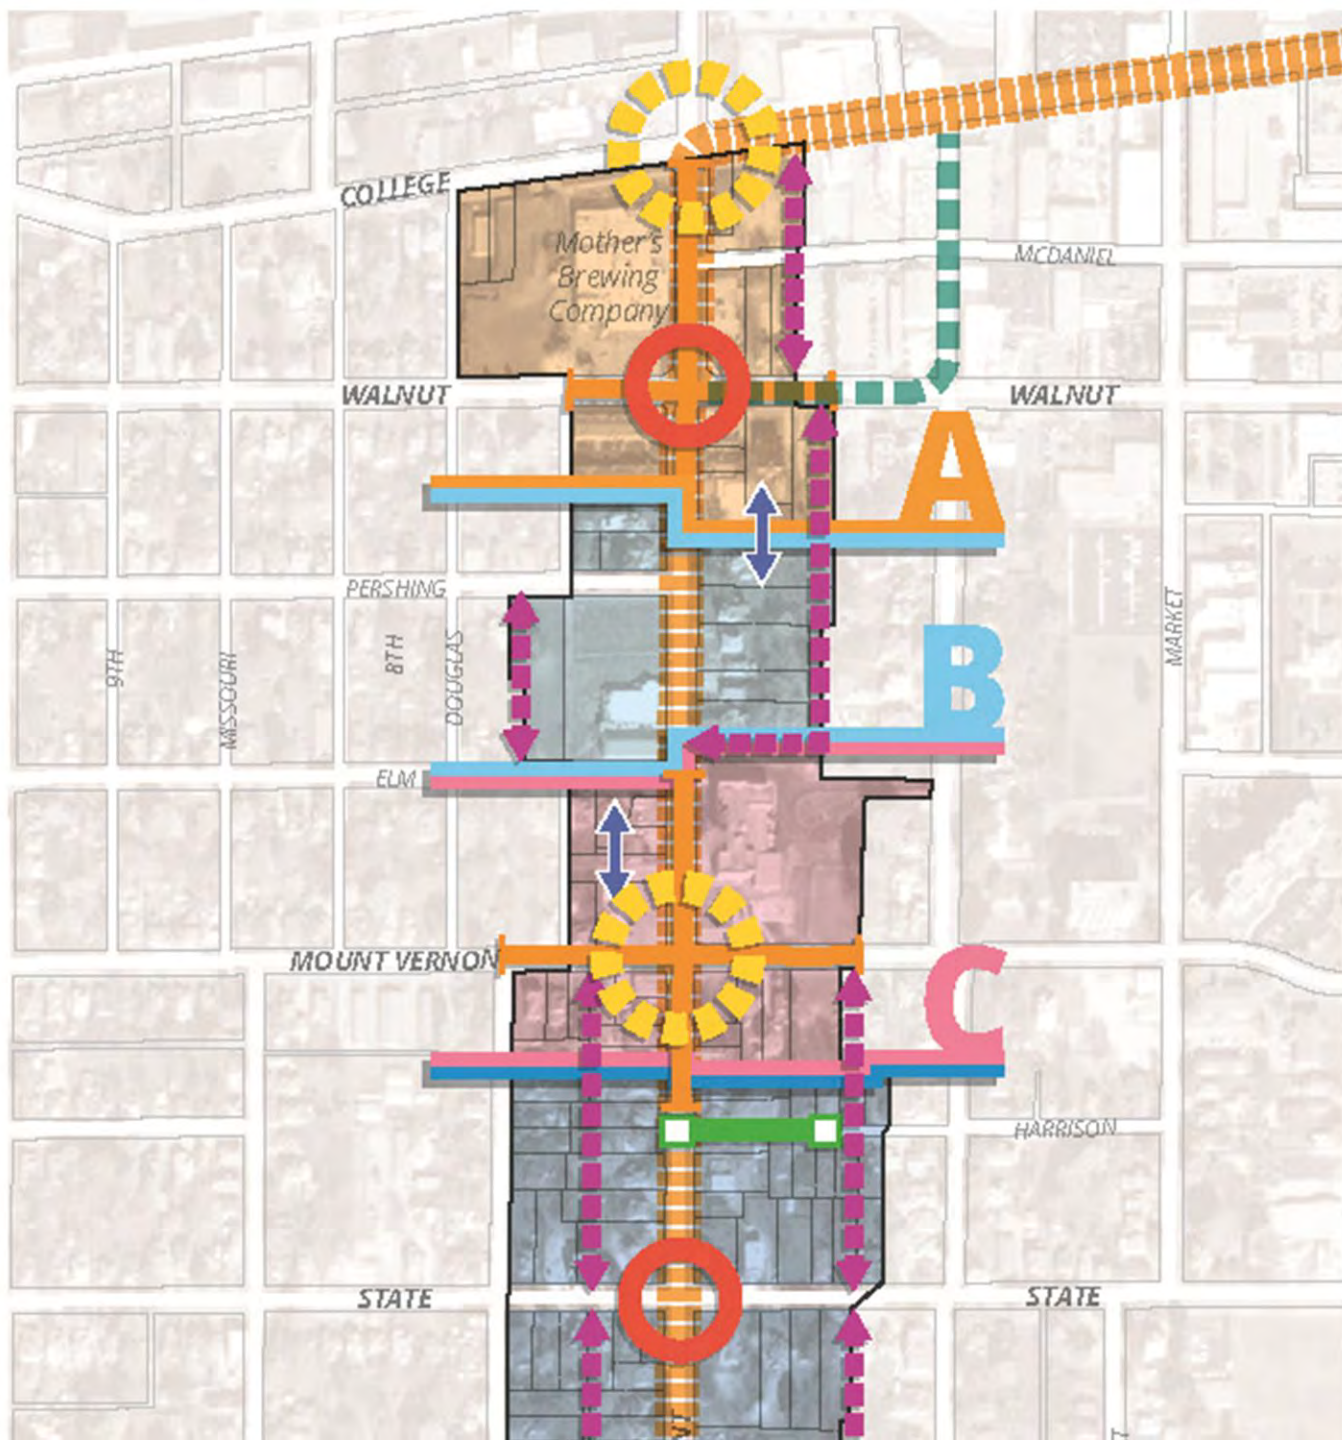 COLLEGE
Mother's
Brewing
Company
MCDANIEL
WALNUT
WALNUT
A
PERSHING
9TH
MISSOURI
8TH
DOUGLAS
MARKET
B
ELM
MOUNT VERNON
C
HARRISON
STATE
STATE